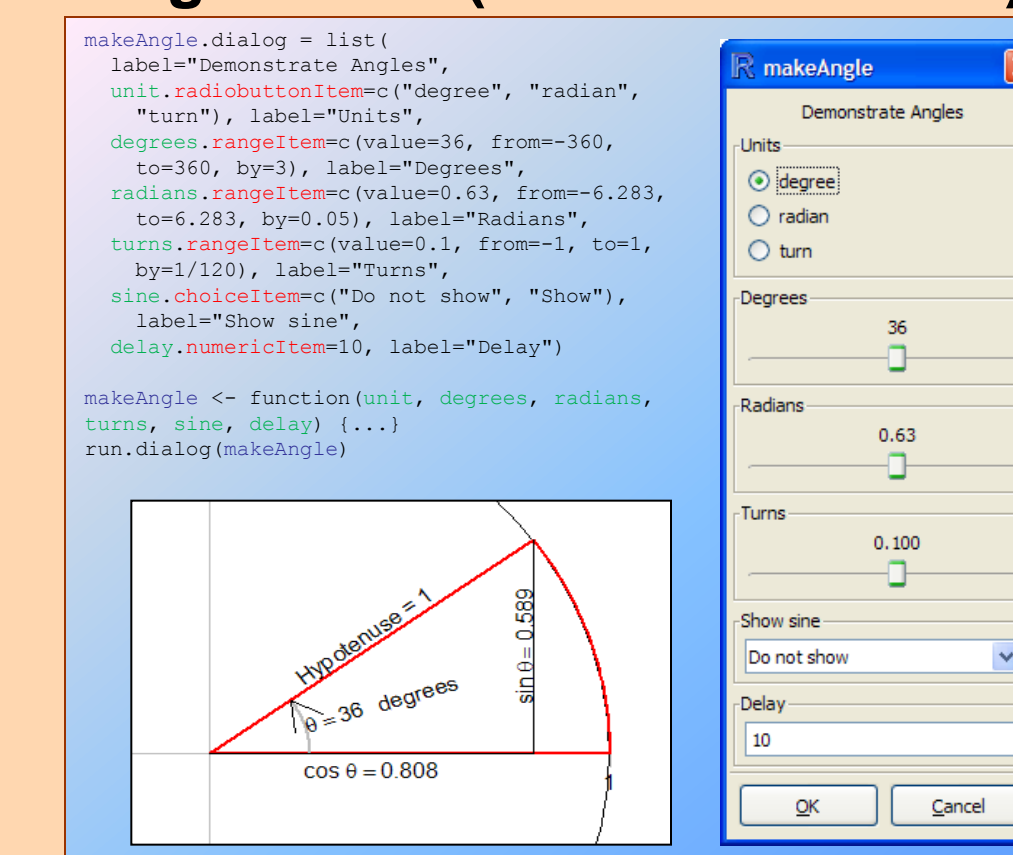 makeAngle.dialog = list(
label="Demonstrate Angles",
unit.radiobuttonItem=c("degree", "radian",
"turn"), label="Units",
degrees.rangeItem=c(value=36, from=-360,
to=360, by=3), label="Degrees",
radians.rangeItem=c(value=0.63, from=-6.283,
to=6.283, by=0.05), label="Radians",
turns.rangeItem=c(value=0.1, from=-1, to=1,
by=1/120), label="Turns",
sine.choiceItem=c("Do not show", "Show"),
label="Show sine",
delay.numericItem=10, label="Delay")
makeAngle <- function(unit, degrees, radians,
turns, sine, delay) {...}
run.dialog(makeAngle)
Hypotenuse = 1
θ = 36 degrees
sin θ = 0.589
cos θ = 0.808
1
R makeAngle
Demonstrate Angles
Units
degree
radian
turn
Degrees
36
Radians
0.63
Turns
0.100
Show sine
Do not show
Delay
10
OK
Cancel